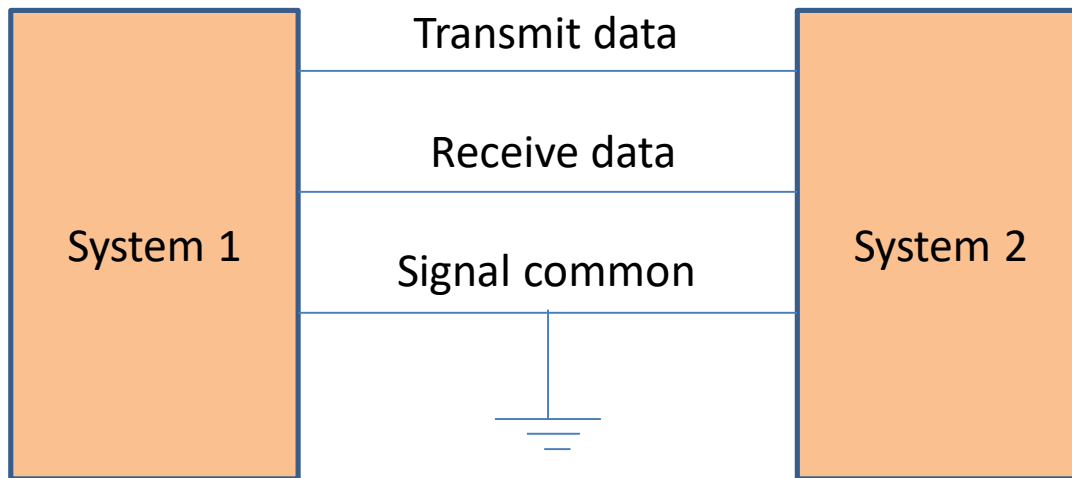 Transmit data
Receive data
System 1
System 2
Signal common